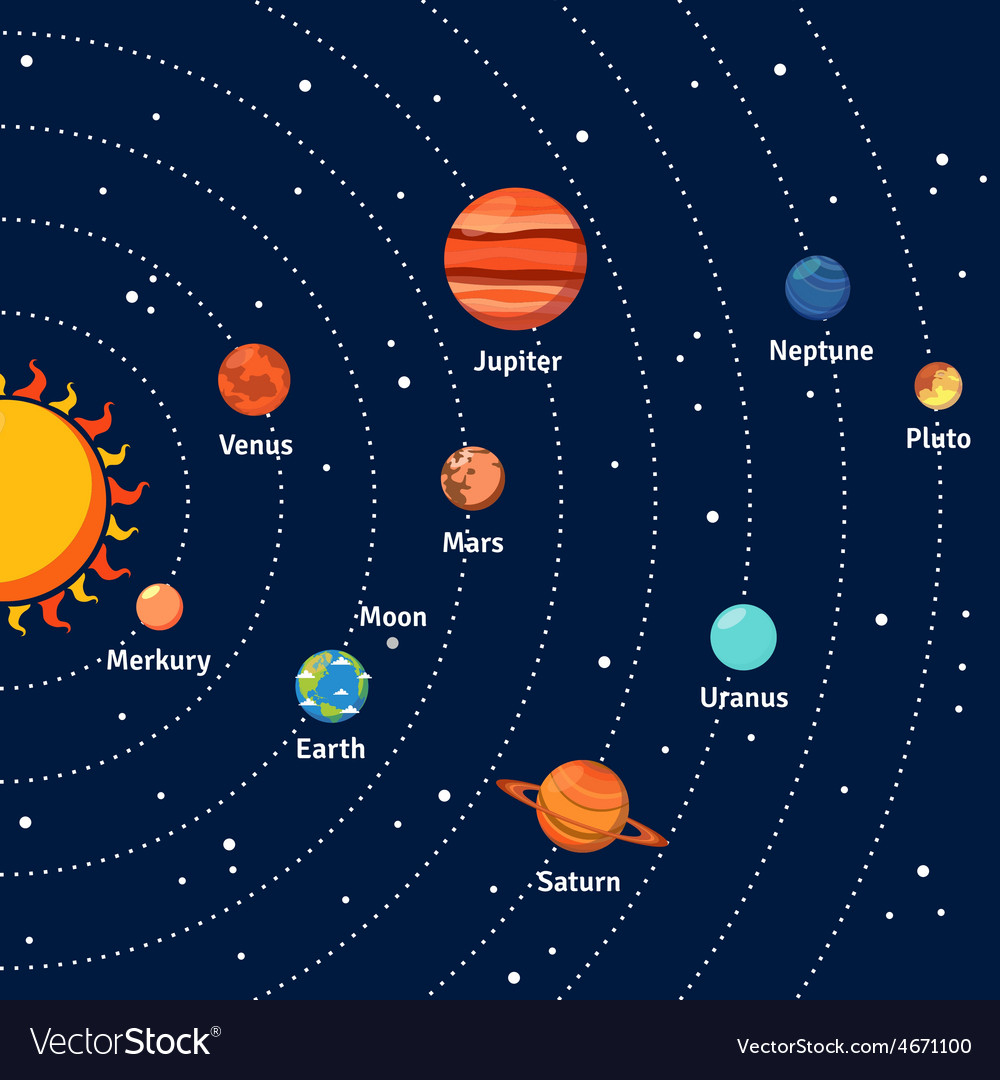 Jupiter
Neptune
Pluto
Venus
Mars
Moon
Merkury
Uranus
Earth
Saturn
VectorStock®
VectorStock.com/4671100